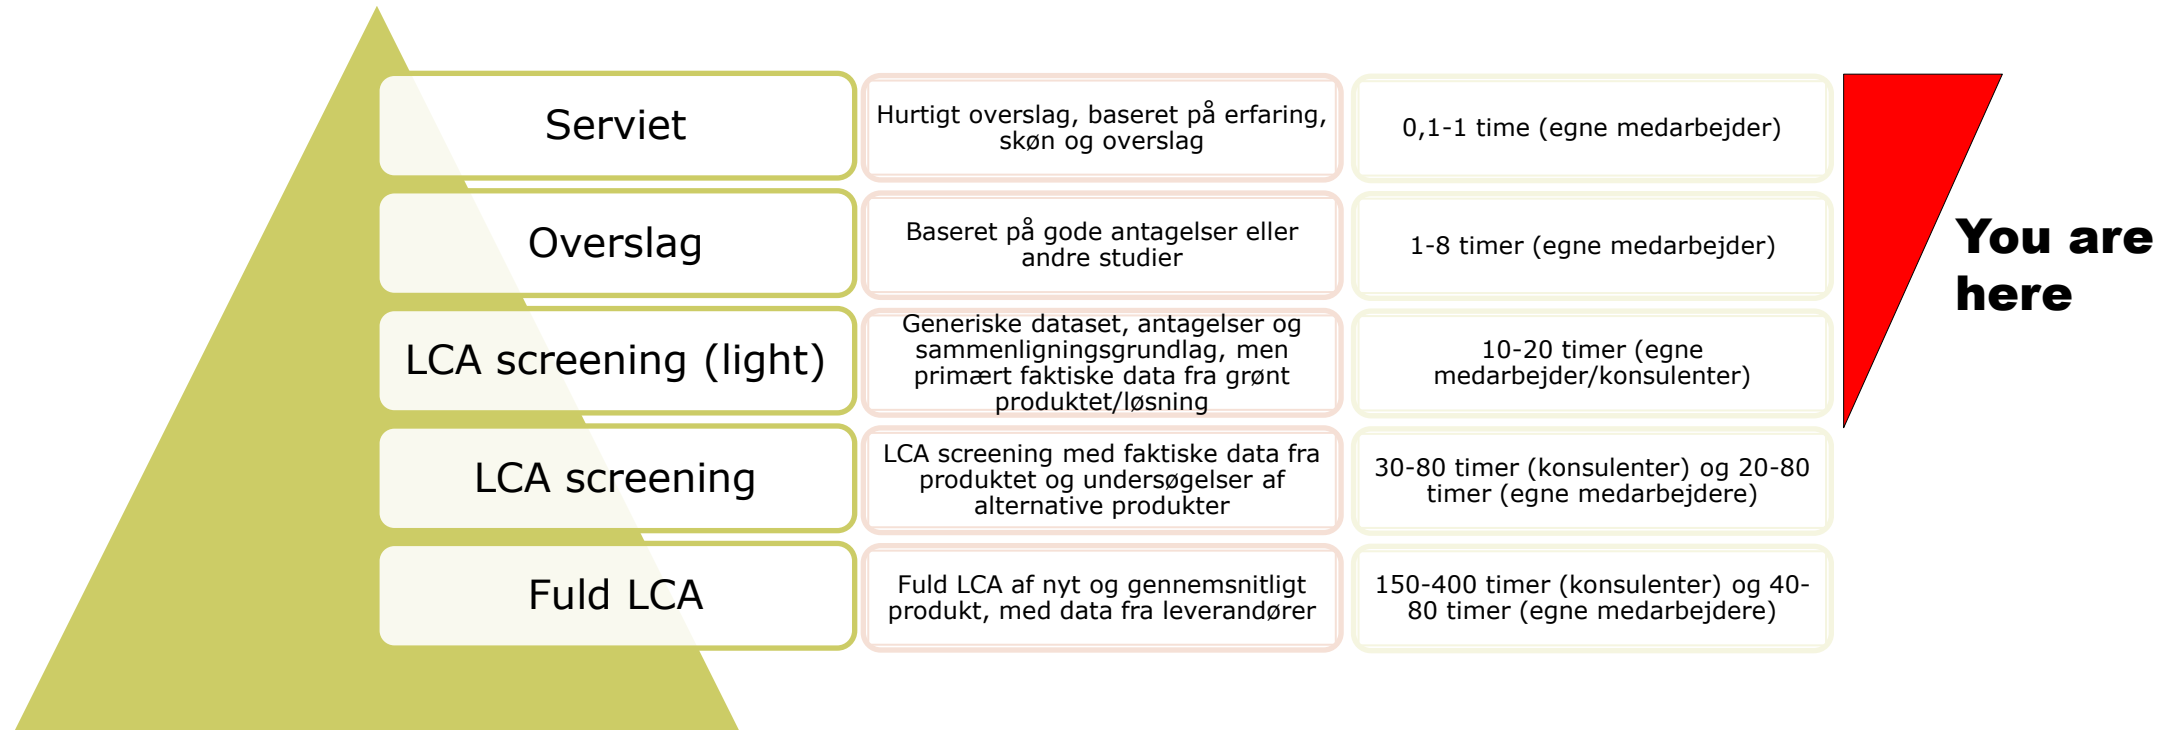 Serviet
Hurtigt overslag, baseret på erfaring,
skøn og overslag
0,1-1 time (egne medarbejder)
Overslag
Baseret på gode antagelser eller
andre studier
1-8 timer (egne medarbejder)
You are
here
LCA screening (light)
Generiske dataset, antagelser og
sammenligningsgrundlag, men
primært faktiske data fra grønt
produktet/løsning
10-20 timer (egne
medarbejder/konsulenter)
LCA screening
LCA screening med faktiske data fra
produktet og undersøgelser af
alternative produkter
30-80 timer (konsulenter) og 20-80
timer (egne medarbejdere)
Fuld LCA
Fuld LCA af nyt og gennemsnitligt
produkt, med data fra leverandører
150-400 timer (konsulenter) og 40-
80 timer (egne medarbejdere)